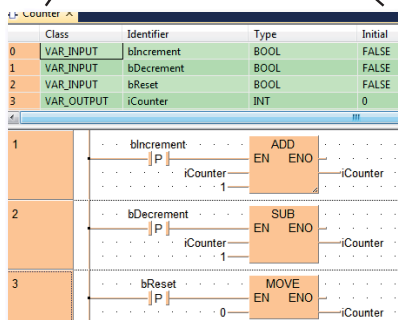 Counter ×
Class Identifier Type Initial
0 VAR_INPUT bIncrement BOOL FALSE
1 VAR_INPUT bDecrement BOOL FALSE
2 VAR_INPUT bReset BOOL FALSE
3 VAR_OUTPUT iCounter INT 0
1
bIncrement ADD
P EN ENO
iCounter iCounter
1
2
bDecrement SUB
P EN ENO
iCounter iCounter
1
3
bReset MOVE
P EN ENO
0 iCounter